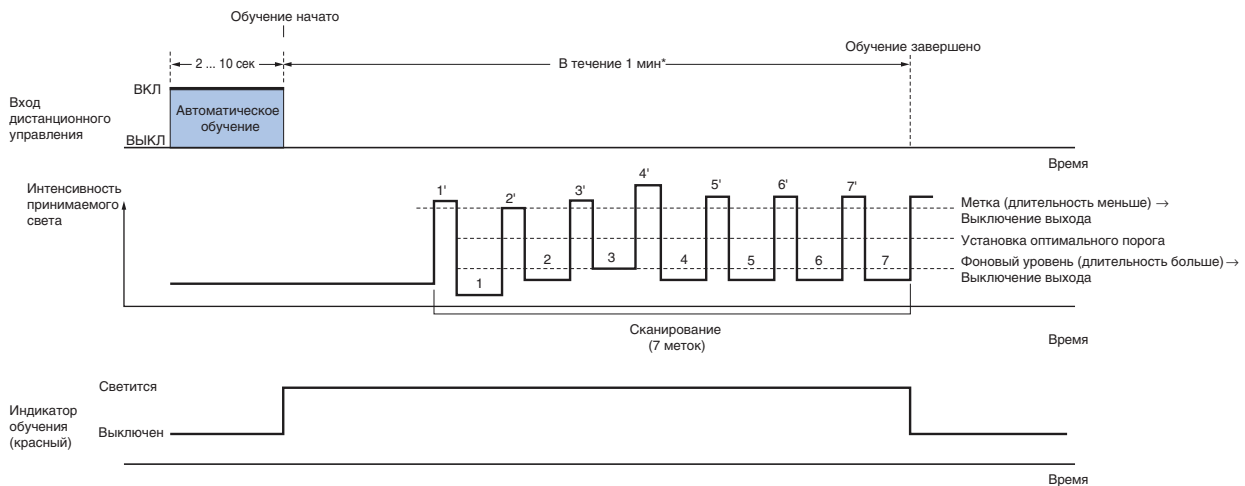 Обучение начато
Обучение завершено
2 ... 10 сек
В течение 1 мин*
Вход
дистанционного
управления
ВКЛ
Автоматическое
обучение
ВЫКЛ
Время
Интенсивность
принимаемого
света
1'
2'
3'
4'
5'
6'
7'
Метка (длительность меньше) →
Выключение выхода
Установка оптимального порога
Фоновый уровень (длительность больше) →
Выключение выхода
1
2
3
4
5
6
7
Сканирование
(7 меток)
Время
Светится
Индикатор
обучения
(красный)
Выключен
Время